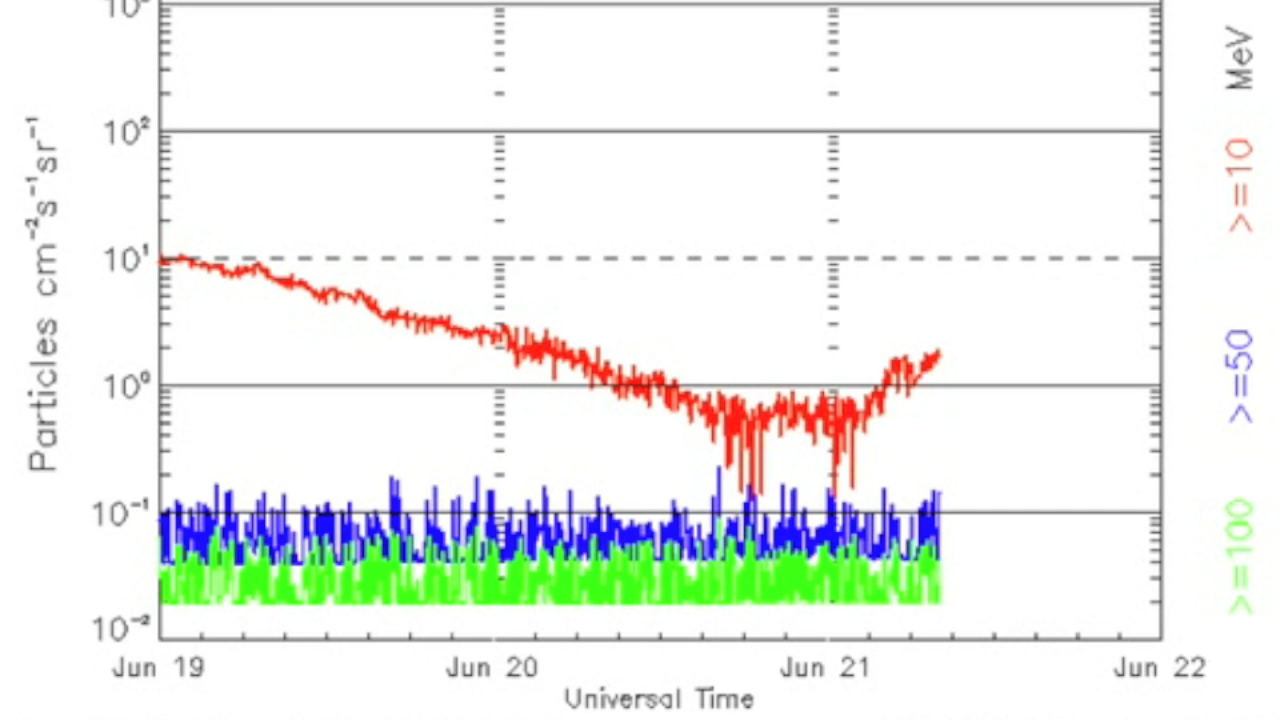 10³
10²
10¹
10⁰
10⁻¹
10⁻²
Particles cm⁻²s⁻¹sr⁻¹
Jun 19 Jun 20 Jun 21 Jun 22
Universal Time
>=10 MeV
>=50
>=100